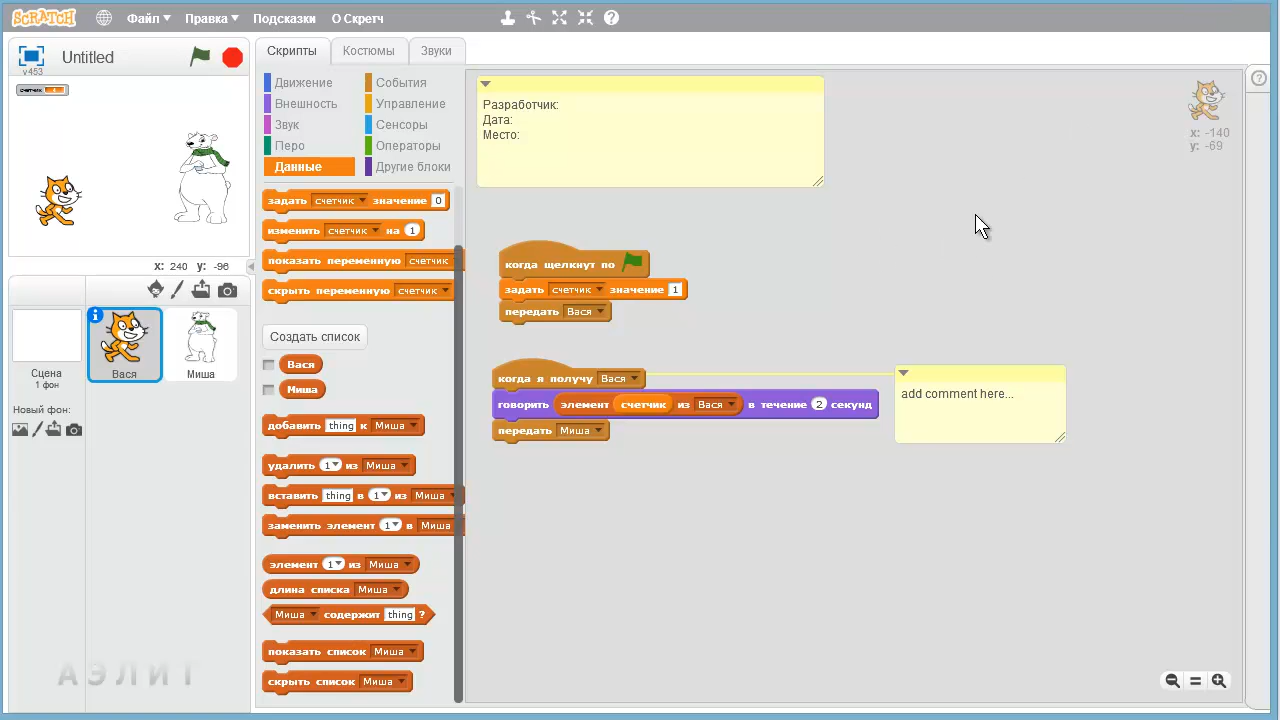 SCRATCH Файл Правка Подсказки О Скретч
Untitled
v453
счетчик
x: 240 y: -96
Сцена
1 фон
Новый фон:
Вася
Миша
АЭЛИТ
Скрипты Костюмы Звуки
Движение События
Внешность Управление
Звук Сенсоры
Перо Операторы
Данные Другие блоки
задать счетчик значение 0
изменить счетчик на 1
показать переменную счетчик
скрыть переменную счетчик
Создать список
Вася
Миша
добавить thing к Миша
удалить 1 из Миша
вставить thing в 1 из Миша
заменить элемент 1 в Миша
элемент 1 из Миша
длина списка Миша
Миша содержит thing ?
показать список Миша
скрыть список Миша
Разработчик:
Дата:
Место:
x: -140
y: -69
когда щелкнут по
задать счетчик значение 1
передать Вася
когда я получу Вася
говорить элемент счетчик из Вася в течение 2 секунд
передать Миша
add comment here...